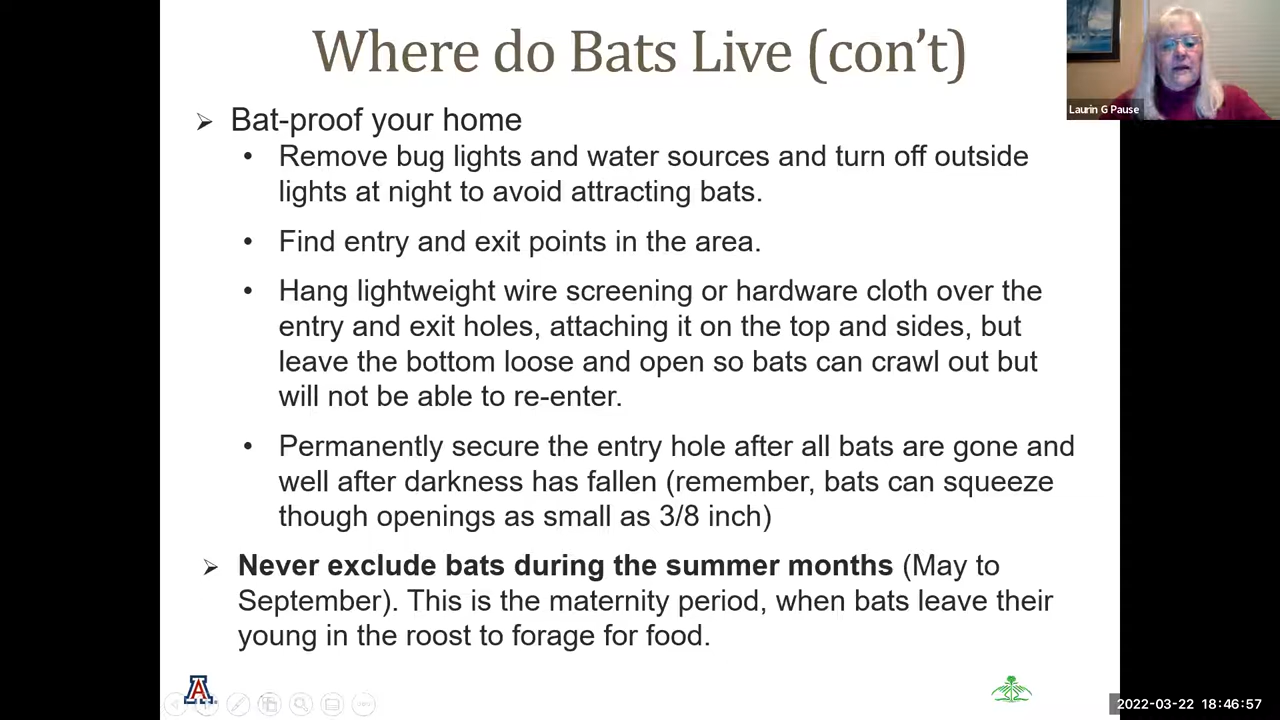 Where do Bats Live (con’t)
Laurin G Pause
➢ Bat-proof your home
• Remove bug lights and water sources and turn off outside
lights at night to avoid attracting bats.
• Find entry and exit points in the area.
• Hang lightweight wire screening or hardware cloth over the
entry and exit holes, attaching it on the top and sides, but
leave the bottom loose and open so bats can crawl out but
will not be able to re-enter.
• Permanently secure the entry hole after all bats are gone and
well after darkness has fallen (remember, bats can squeeze
though openings as small as 3/8 inch)
➢ Never exclude bats during the summer months (May to
September). This is the maternity period, when bats leave their
young in the roost to forage for food.
A
2022-03-22 18:46:57